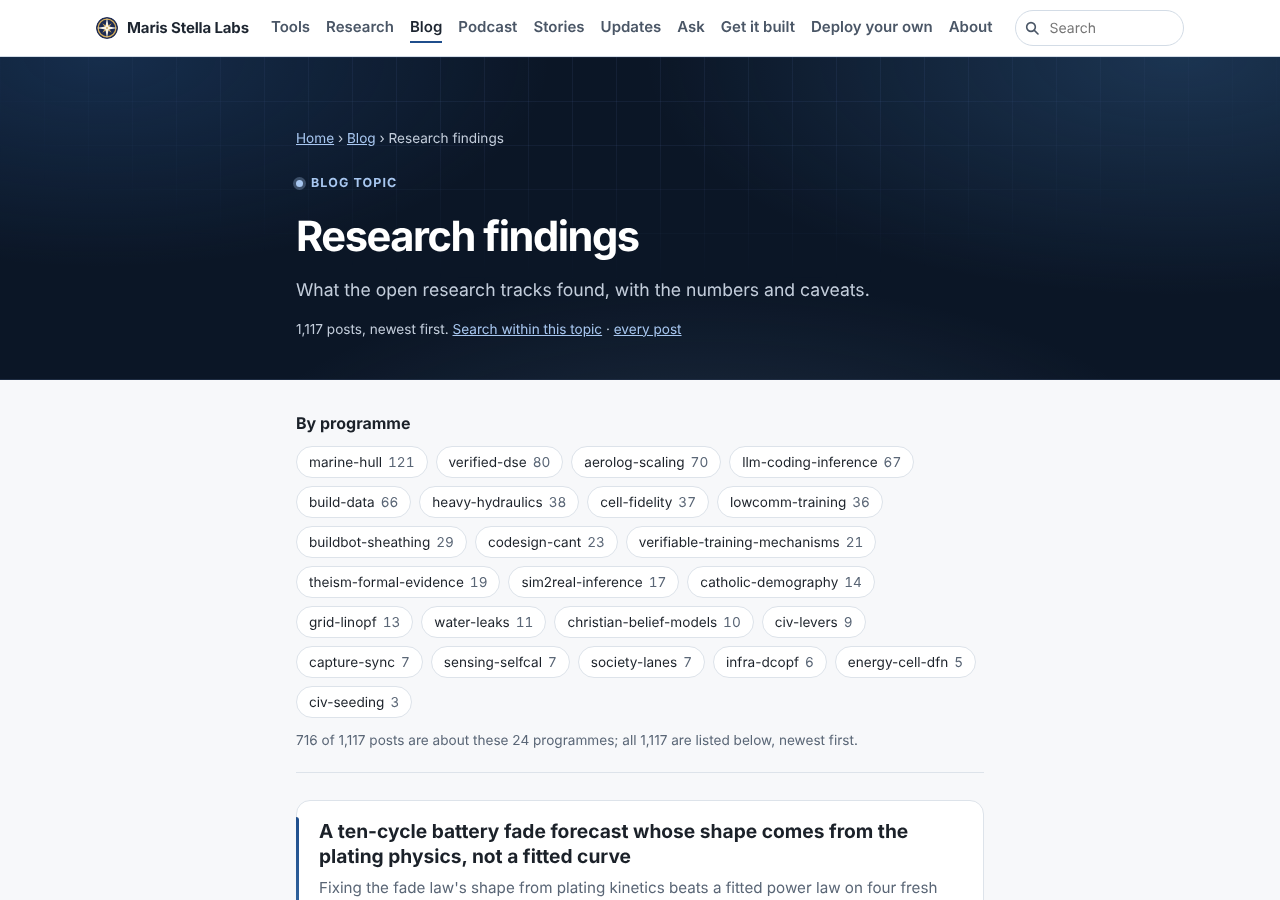 Maris Stella Labs Tools Research Blog Podcast Stories Updates Ask Get it built Deploy your own About Search
Home › Blog › Research findings
BLOG TOPIC
Research findings
What the open research tracks found, with the numbers and caveats.
1,117 posts, newest first. Search within this topic · every post
By programme
marine-hull 121 verified-dse 80 aerolog-scaling 70 llm-coding-inference 67
build-data 66 heavy-hydraulics 38 cell-fidelity 37 lowcomm-training 36
buildbot-sheathing 29 codesign-cant 23 verifiable-training-mechanisms 21
theism-formal-evidence 19 sim2real-inference 17 catholic-demography 14
grid-linopf 13 water-leaks 11 christian-belief-models 10 civ-levers 9
capture-sync 7 sensing-selfcal 7 society-lanes 7 infra-dcopf 6 energy-cell-dfn 5
civ-seeding 3
716 of 1,117 posts are about these 24 programmes; all 1,117 are listed below, newest first.
A ten-cycle battery fade forecast whose shape comes from the
plating physics, not a fitted curve
Fixing the fade law's shape from plating kinetics beats a fitted power law on four fresh